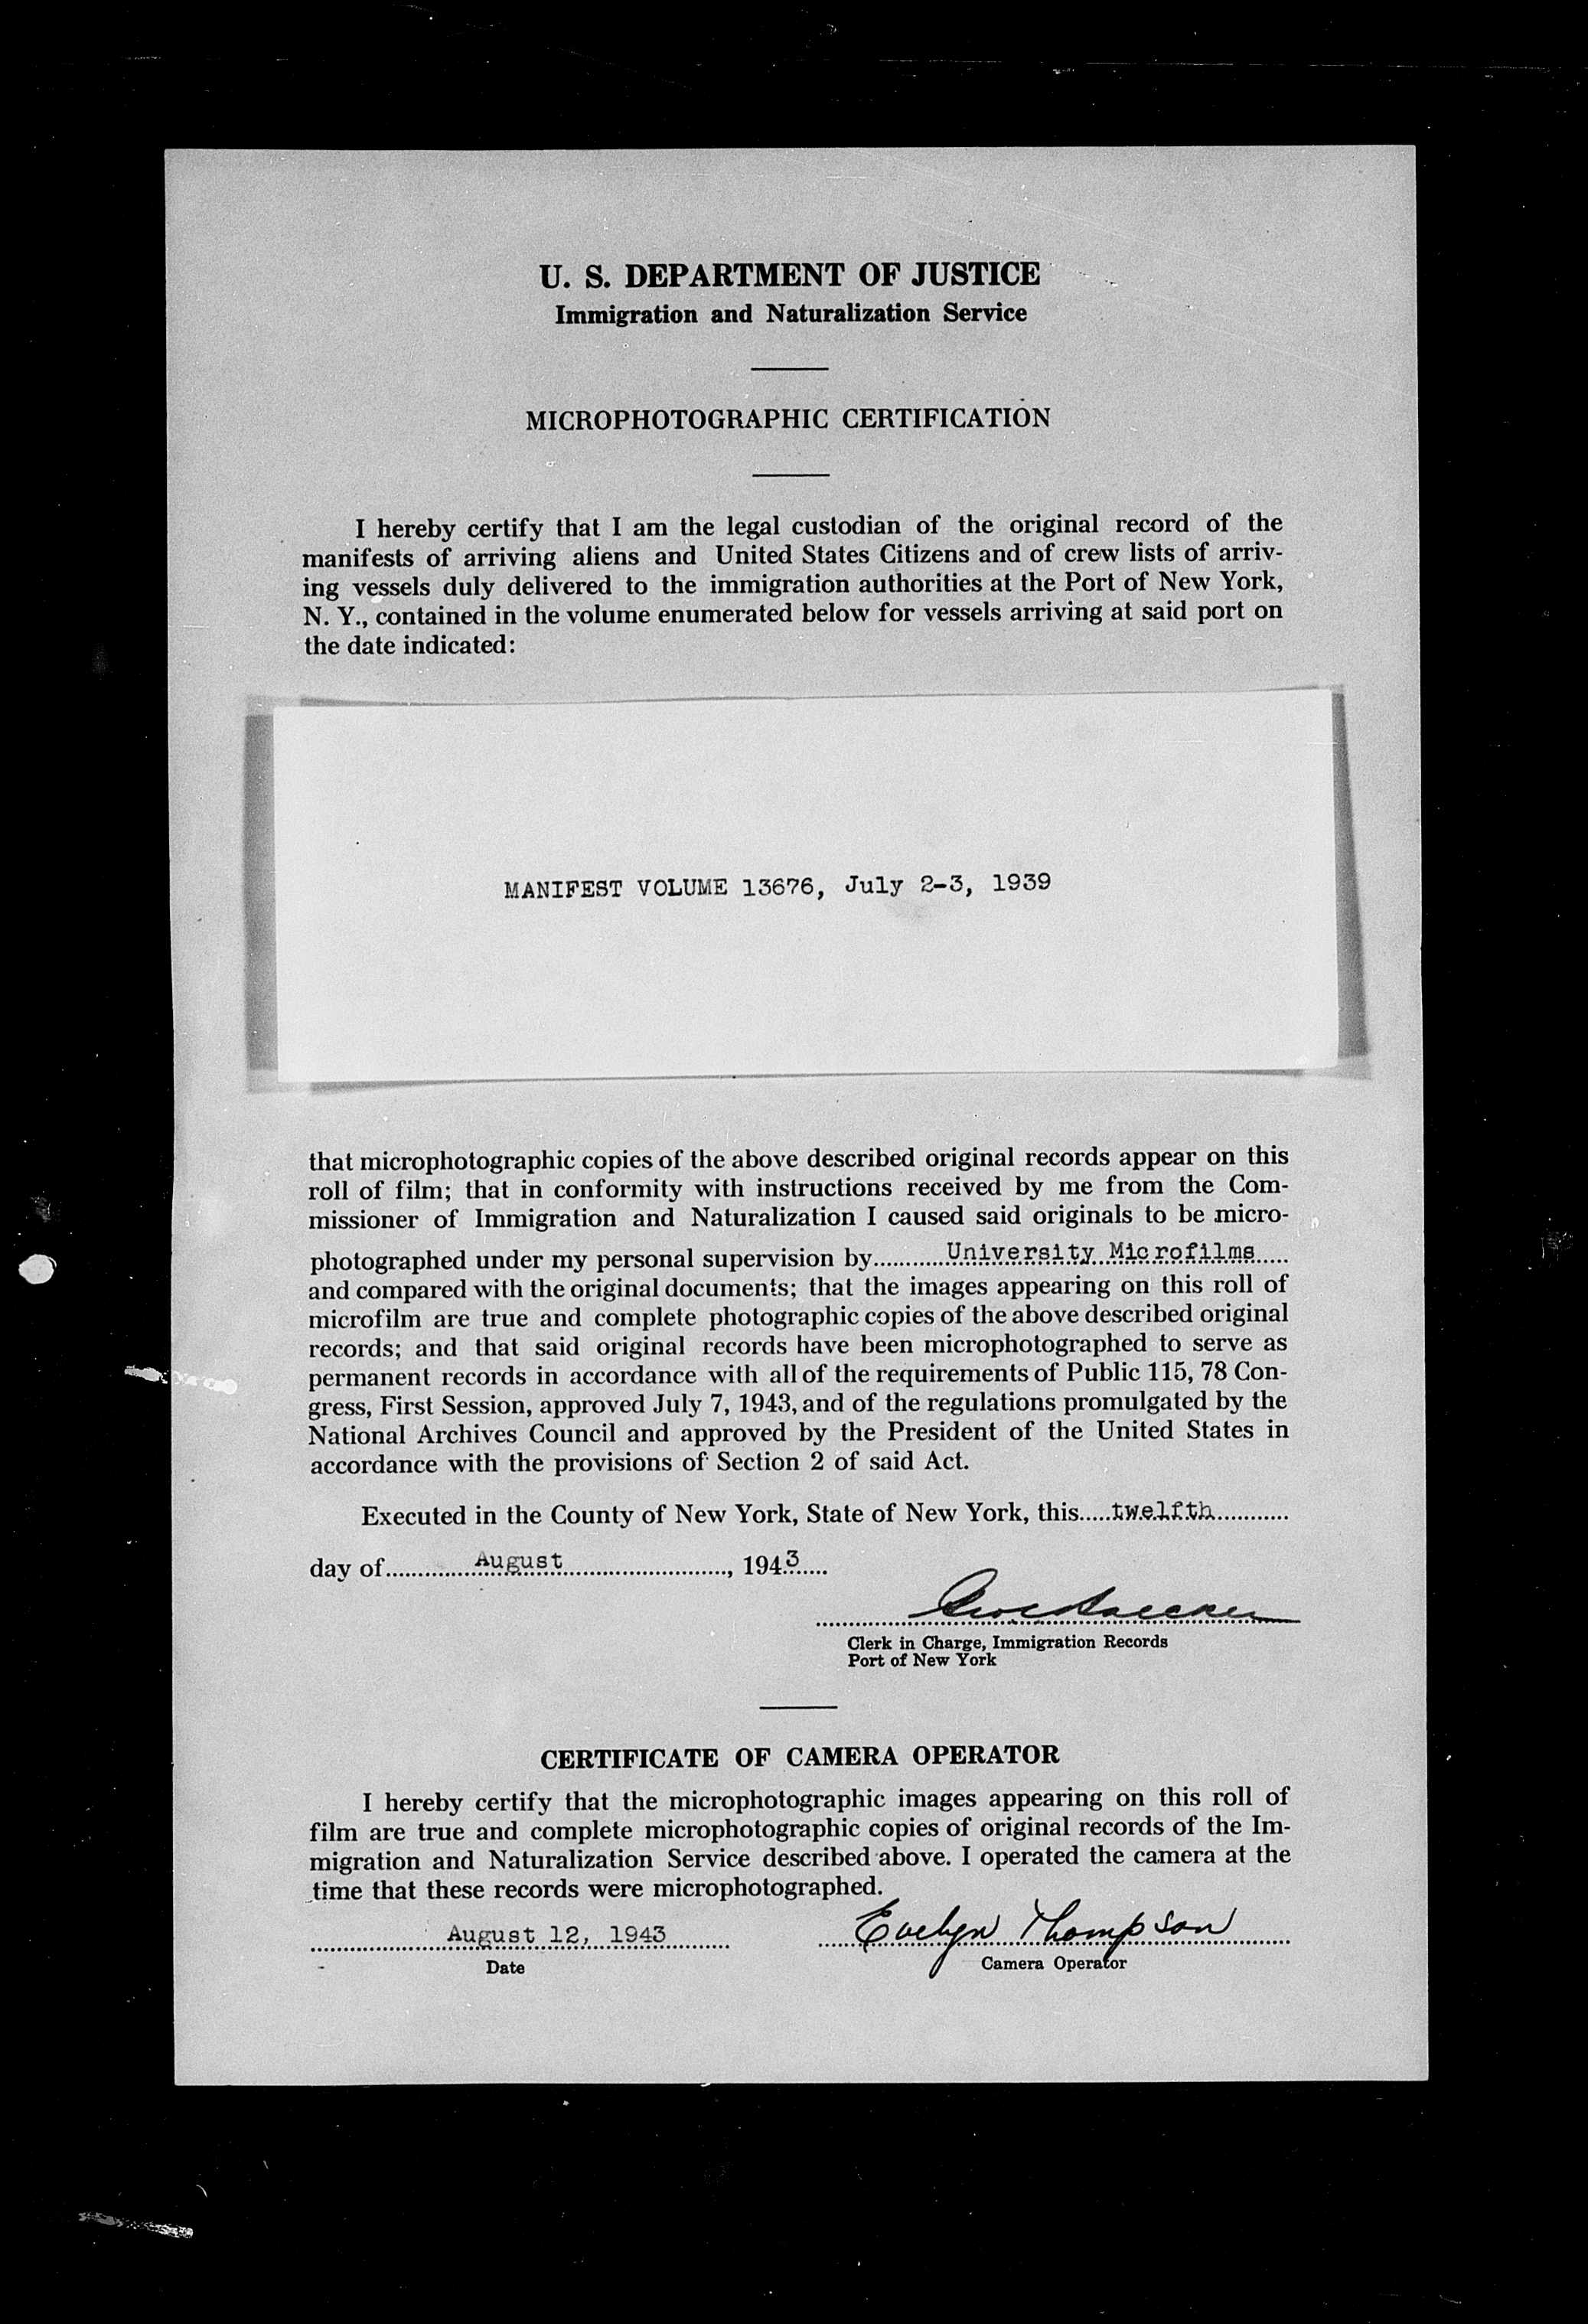 U. S. DEPARTMENT OF JUSTICE
Immigration and Naturalization Service
MICROPHOTOGRAPHIC CERTIFICATION
I hereby certify that I am the legal custodian of the original record of the
manifests of arriving aliens and United States Citizens and of crew lists of arriv-
ing vessels duly delivered to the immigration authorities at the Port of New York,
N. Y., contained in the volume enumerated below for vessels arriving at said port on
the date indicated:
MANIFEST VOLUME 13676, July 2-3, 1939
that microphotographic copies of the above described original records appear on this
roll of film; that in conformity with instructions received by me from the Com-
missioner of Immigration and Naturalization I caused said originals to be micro-
photographed under my personal supervision by University Microfilms
and compared with the original documents; that the images appearing on this roll of
microfilm are true and complete photographic copies of the above described original
records; and that said original records have been microphotographed to serve as
permanent records in accordance with all of the requirements of Public 115, 78 Con-
gress, First Session, approved July 7, 1943, and of the regulations promulgated by the
National Archives Council and approved by the President of the United States in
accordance with the provisions of Section 2 of said Act.
Executed in the County of New York, State of New York, this twelfth
day of August, 1943
Clerk in Charge, Immigration Records
Port of New York
CERTIFICATE OF CAMERA OPERATOR
I hereby certify that the microphotographic images appearing on this roll of
film are true and complete microphotographic copies of original records of the Im-
migration and Naturalization Service described above. I operated the camera at the
time that these records were microphotographed.
August 12, 1943 Evelyn Thompson
Date Camera Operator